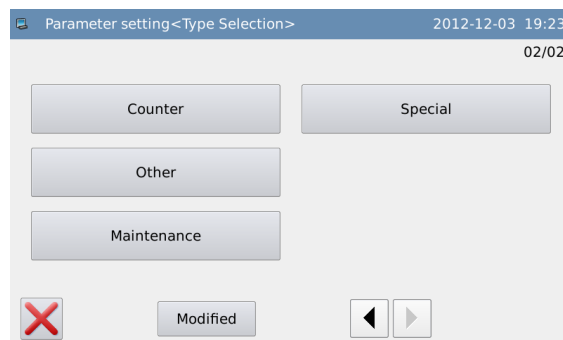 Parameter setting<Type Selection> 2012-12-03 19:23
02/02
Counter Special
Other
Maintenance
Modified